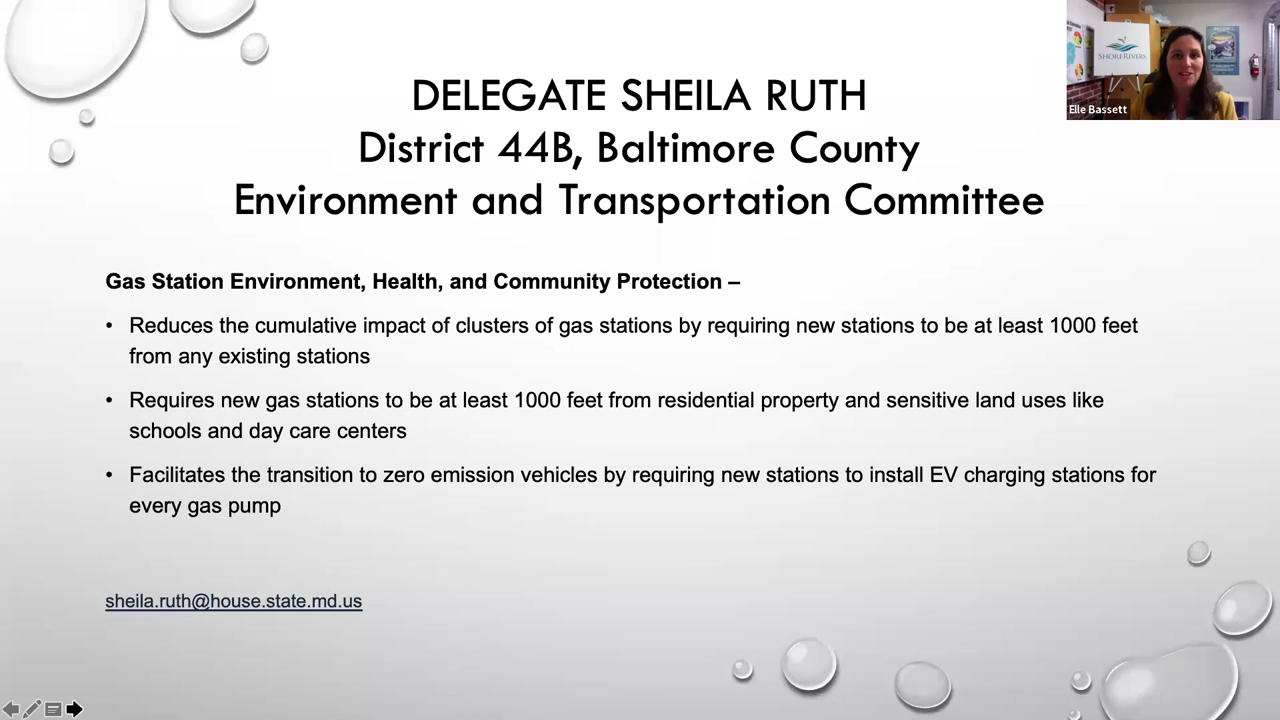 DELEGATE SHEILA RUTH
District 44B, Baltimore County
Environment and Transportation Committee
SHORERIVERS
Elle Bassett
Gas Station Environment, Health, and Community Protection –
• Reduces the cumulative impact of clusters of gas stations by requiring new stations to be at least 1000 feet
from any existing stations
• Requires new gas stations to be at least 1000 feet from residential property and sensitive land uses like
schools and day care centers
• Facilitates the transition to zero emission vehicles by requiring new stations to install EV charging stations for
every gas pump
sheila.ruth@house.state.md.us